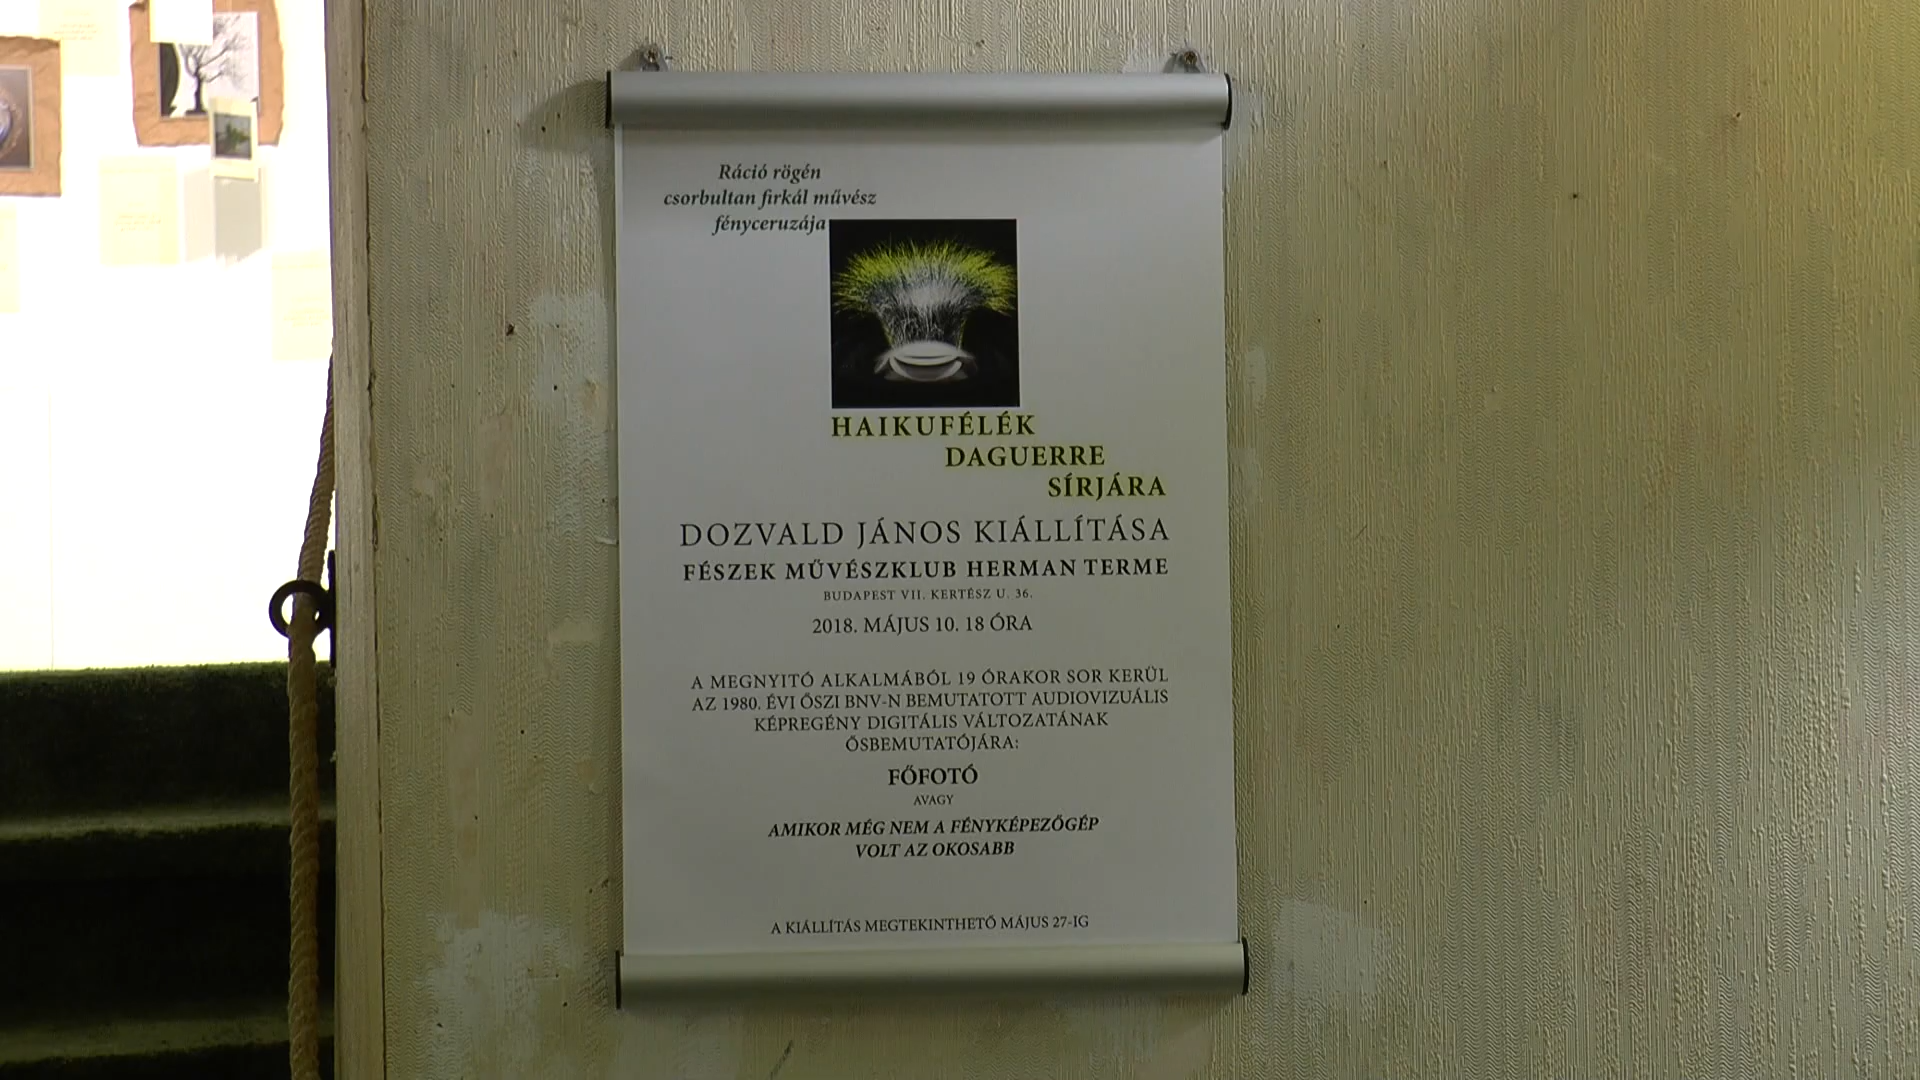 Ráció rögén
csorbultan firkál művész
fényceruzája
HAIKUFÉLÉK
DAGUERRE
SÍRJÁRA
DOZVALD JÁNOS KIÁLLÍTÁSA
FÉSZEK MŰVÉSZKLUB HERMAN TERME
BUDAPEST VII. KERTÉSZ U. 36.
2018. MÁJUS 10. 18 ÓRA
A MEGNYITÓ ALKALMÁBÓL 19 ÓRAKOR SOR KERÜL
AZ 1980. ÉVI ŐSZI BNV-N BEMUTATOTT AUDIOVIZUÁLIS
KÉPREGÉNY DIGITÁLIS VÁLTOZATÁNAK
ŐSBEMUTATÓJÁRA:
FŐFOTÓ
AVAGY
AMIKOR MÉG NEM A FÉNYKÉPEZŐGÉP
VOLT AZ OKOSABB
A KIÁLLÍTÁS MEGTEKINTHETŐ MÁJUS 27-IG